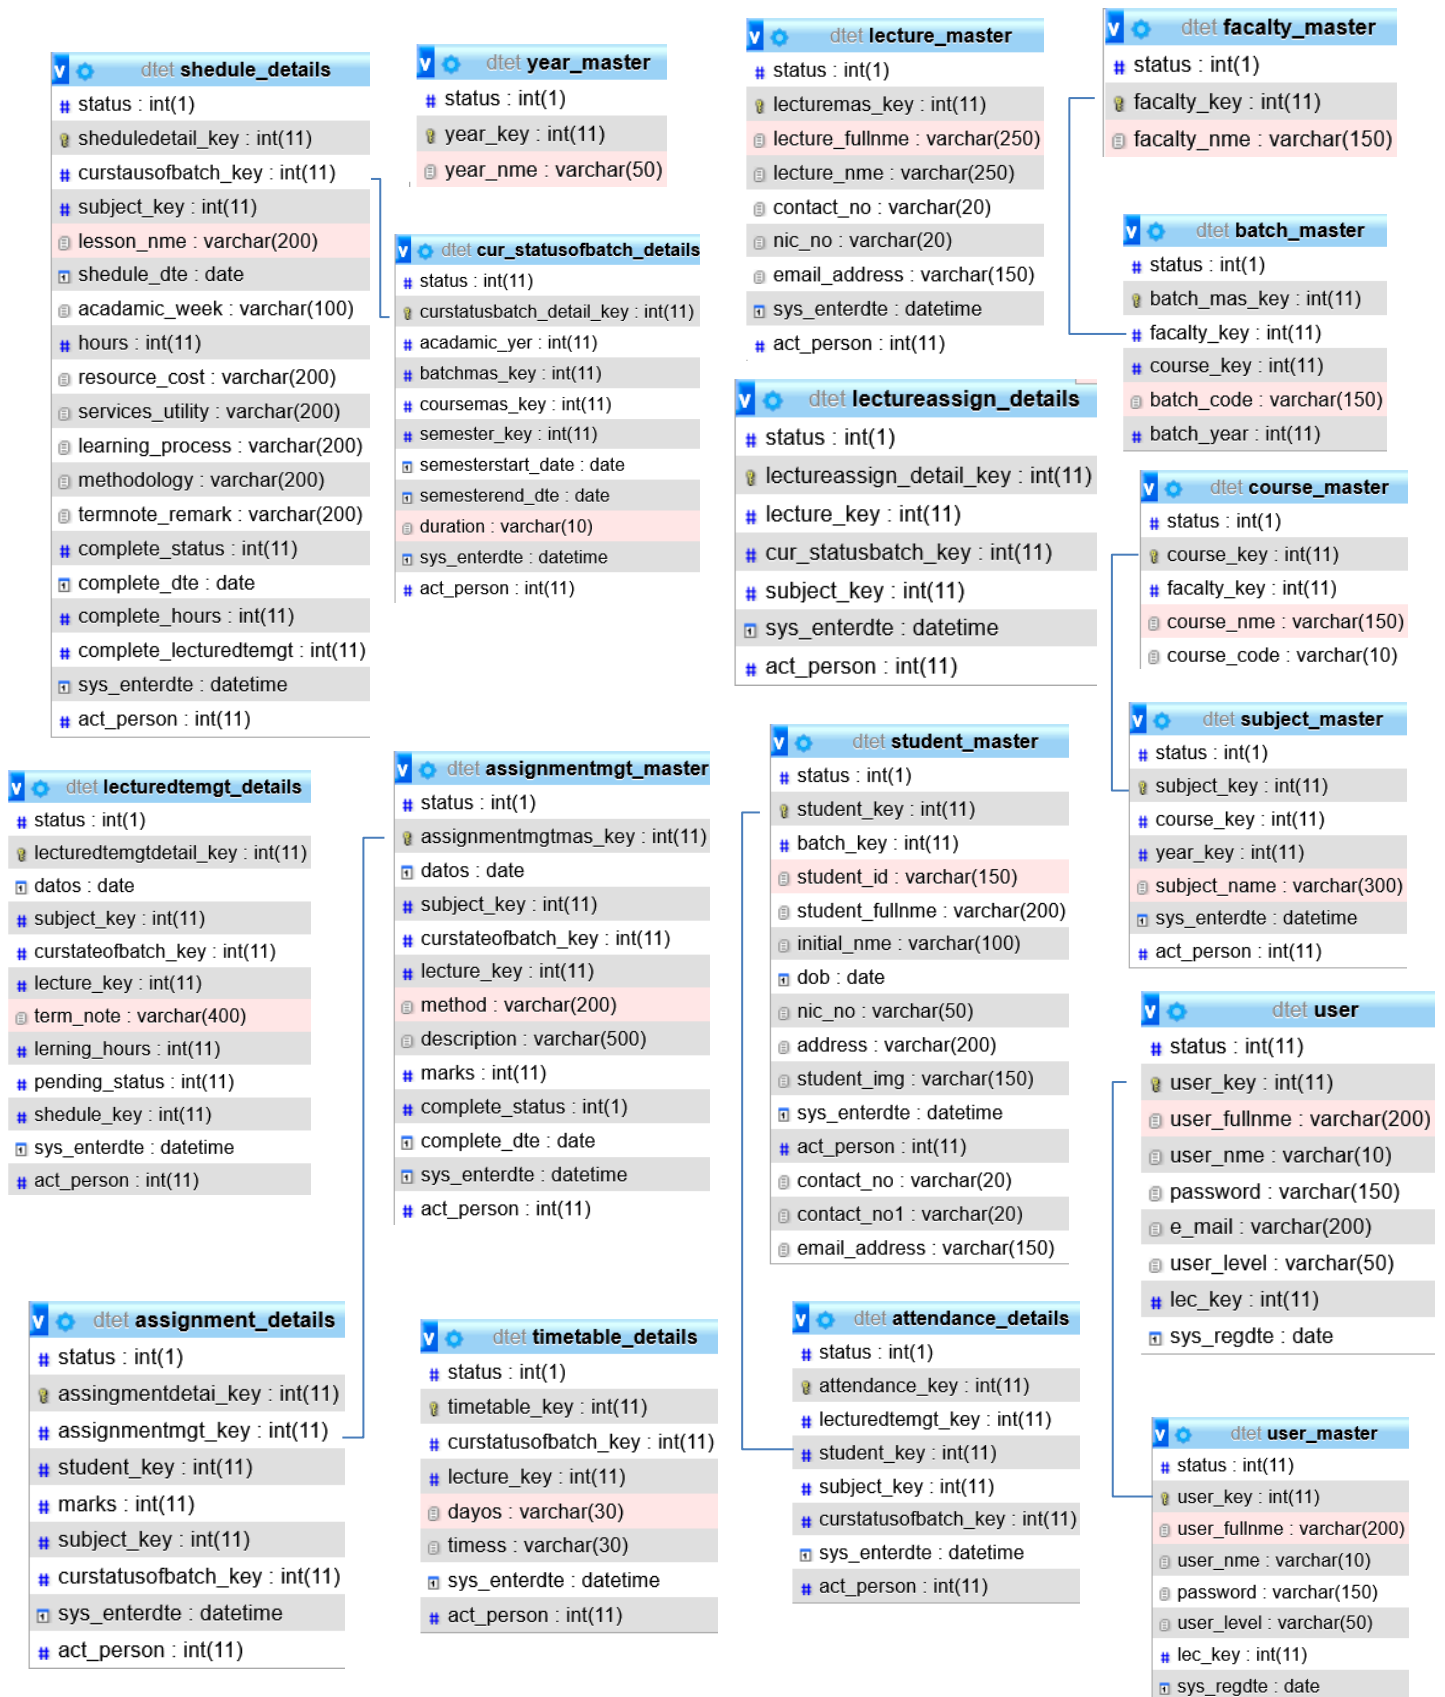 dtet shedule_details
status : int(1)
sheduledetail_key : int(11)
curstausofbatch_key : int(11)
subject_key : int(11)
lesson_nme : varchar(200)
shedule_dte : date
acadamic_week : varchar(100)
hours : int(11)
resource_cost : varchar(200)
services_utility : varchar(200)
learning_process : varchar(200)
methodology : varchar(200)
termnote_remark : varchar(200)
complete_status : int(11)
complete_dte : date
complete_hours : int(11)
complete_lecturedtemgt : int(11)
sys_enterdte : datetime
act_person : int(11)
dtet year_master
status : int(1)
year_key : int(11)
year_nme : varchar(50)
dtet cur_statusofbatch_details
status : int(11)
curstatusbatch_detail_key : int(11)
acadamic_yer : int(11)
batchmas_key : int(11)
coursemas_key : int(11)
semester_key : int(11)
semesterstart_date : date
semesterend_dte : date
duration : varchar(10)
sys_enterdte : datetime
act_person : int(11)
dtet lecture_master
status : int(1)
lecturemas_key : int(11)
lecture_fullnme : varchar(250)
lecture_nme : varchar(250)
contact_no : varchar(20)
nic_no : varchar(20)
email_address : varchar(150)
sys_enterdte : datetime
act_person : int(11)
dtet lectureassign_details
status : int(1)
lectureassign_detail_key : int(11)
lecture_key : int(11)
cur_statusbatch_key : int(11)
subject_key : int(11)
sys_enterdte : datetime
act_person : int(11)
dtet facalty_master
status : int(1)
facalty_key : int(11)
facalty_nme : varchar(150)
dtet batch_master
status : int(1)
batch_mas_key : int(11)
facalty_key : int(11)
course_key : int(11)
batch_code : varchar(150)
batch_year : int(11)
dtet course_master
status : int(1)
course_key : int(11)
facalty_key : int(11)
course_nme : varchar(150)
course_code : varchar(10)
dtet subject_master
status : int(1)
subject_key : int(11)
course_key : int(11)
year_key : int(11)
subject_name : varchar(300)
sys_enterdte : datetime
act_person : int(11)
dtet lecturedtemgt_details
status : int(1)
lecturedtemgtdetail_key : int(11)
datos : date
subject_key : int(11)
curstateofbatch_key : int(11)
lecture_key : int(11)
term_note : varchar(400)
lerning_hours : int(11)
pending_status : int(11)
shedule_key : int(11)
sys_enterdte : datetime
act_person : int(11)
dtet assignmentmgt_master
status : int(1)
assignmentmgtmas_key : int(11)
datos : date
subject_key : int(11)
curstateofbatch_key : int(11)
lecture_key : int(11)
method : varchar(200)
description : varchar(500)
marks : int(11)
complete_status : int(1)
complete_dte : date
sys_enterdte : datetime
act_person : int(11)
dtet student_master
status : int(1)
student_key : int(11)
batch_key : int(11)
student_id : varchar(150)
student_fullnme : varchar(200)
initial_nme : varchar(100)
dob : date
nic_no : varchar(50)
address : varchar(200)
student_img : varchar(150)
sys_enterdte : datetime
act_person : int(11)
contact_no : varchar(20)
contact_no1 : varchar(20)
email_address : varchar(150)
dtet user
status : int(11)
user_key : int(11)
user_fullnme : varchar(200)
user_nme : varchar(10)
password : varchar(150)
e_mail : varchar(200)
user_level : varchar(50)
lec_key : int(11)
sys_regdte : date
dtet assignment_details
status : int(1)
assingmentdetai_key : int(11)
assignmentmgt_key : int(11)
student_key : int(11)
marks : int(11)
subject_key : int(11)
curstatusofbatch_key : int(11)
sys_enterdte : datetime
act_person : int(11)
dtet timetable_details
status : int(1)
timetable_key : int(11)
curstatusofbatch_key : int(11)
lecture_key : int(11)
dayos : varchar(30)
timess : varchar(30)
sys_enterdte : datetime
act_person : int(11)
dtet attendance_details
status : int(1)
attendance_key : int(11)
lecturedtemgt_key : int(11)
student_key : int(11)
subject_key : int(11)
curstatusofbatch_key : int(11)
sys_enterdte : datetime
act_person : int(11)
dtet user_master
status : int(11)
user_key : int(11)
user_fullnme : varchar(200)
user_nme : varchar(10)
password : varchar(150)
user_level : varchar(50)
lec_key : int(11)
sys_regdte : date